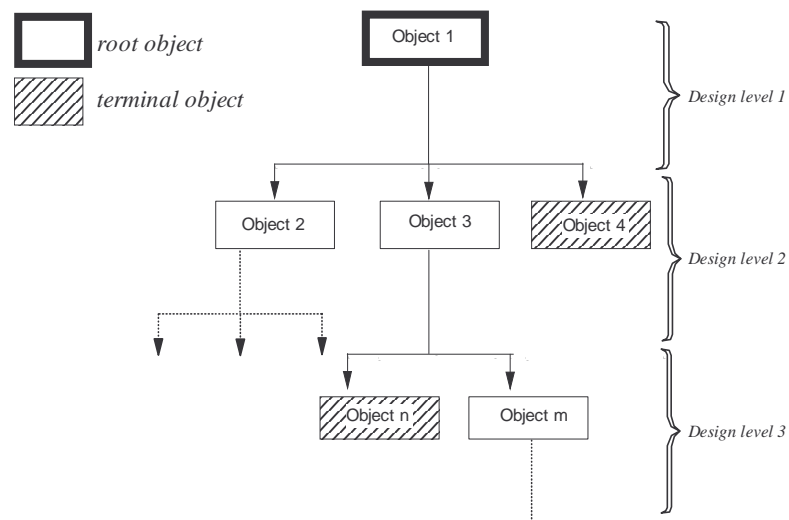 root object
Object 1
terminal object
Design level 1
Object 2
Object 3
Object 4
Design level 2
Object n
Object m
Design level 3